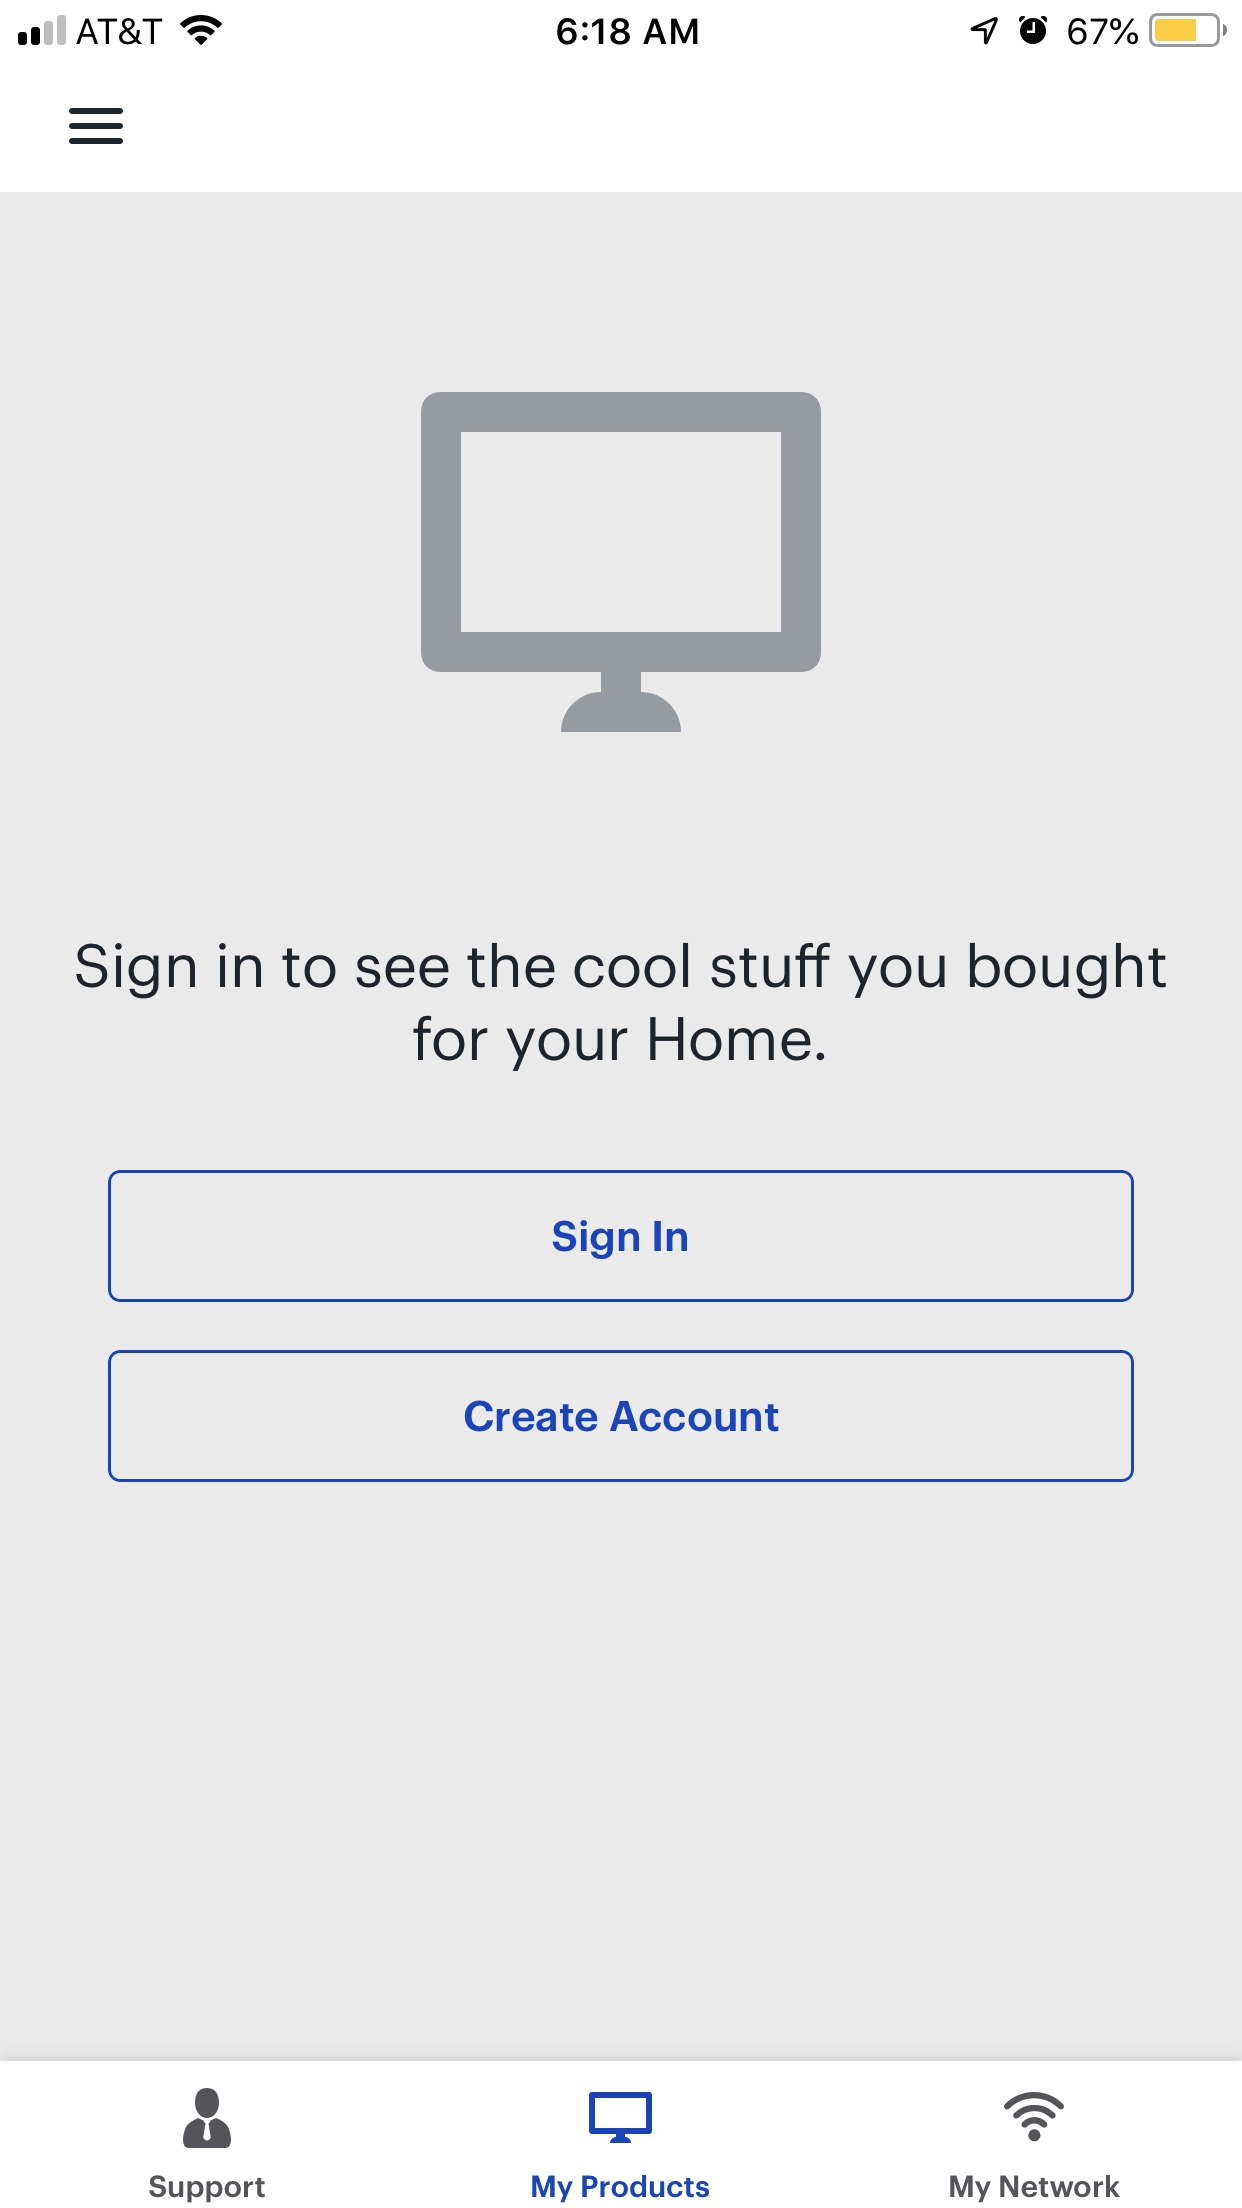 AT&T 6:18 AM 67%
Sign in to see the cool stuff you bought
for your Home.
Sign In
Create Account
Support My Products My Network